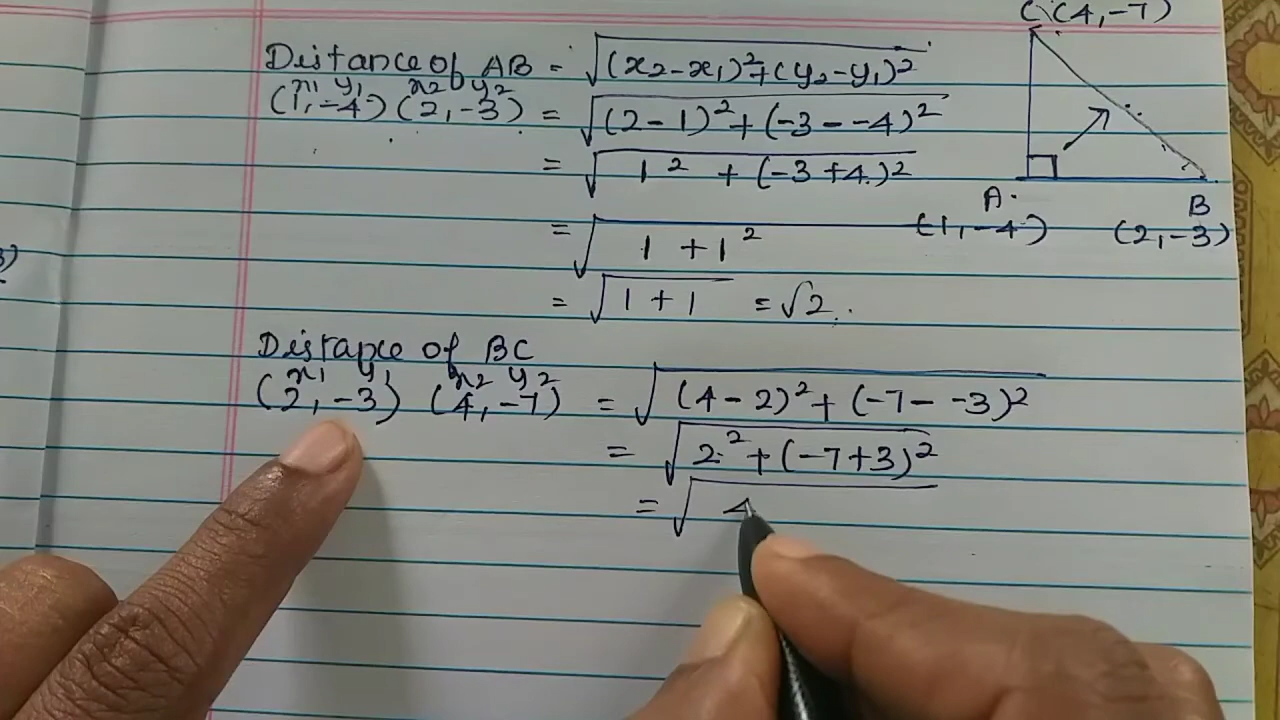 C (4,-7)
Distance of AB = √(x2-x1)²+(y2-y1)²
x1 y1 x2 y2
(1,-4) (2,-3) = √(2-1)²+(-3--4)²
= √1² + (-3+4)²
A B
(1,-4) (2,-3)
= √1 + 1²
= √1+1 = √2.
Distance of BC
x1 y1 x2 y2
(2,-3) (4,-7) = √(4-2)²+(-7--3)²
= √2²+(-7+3)²
= √4